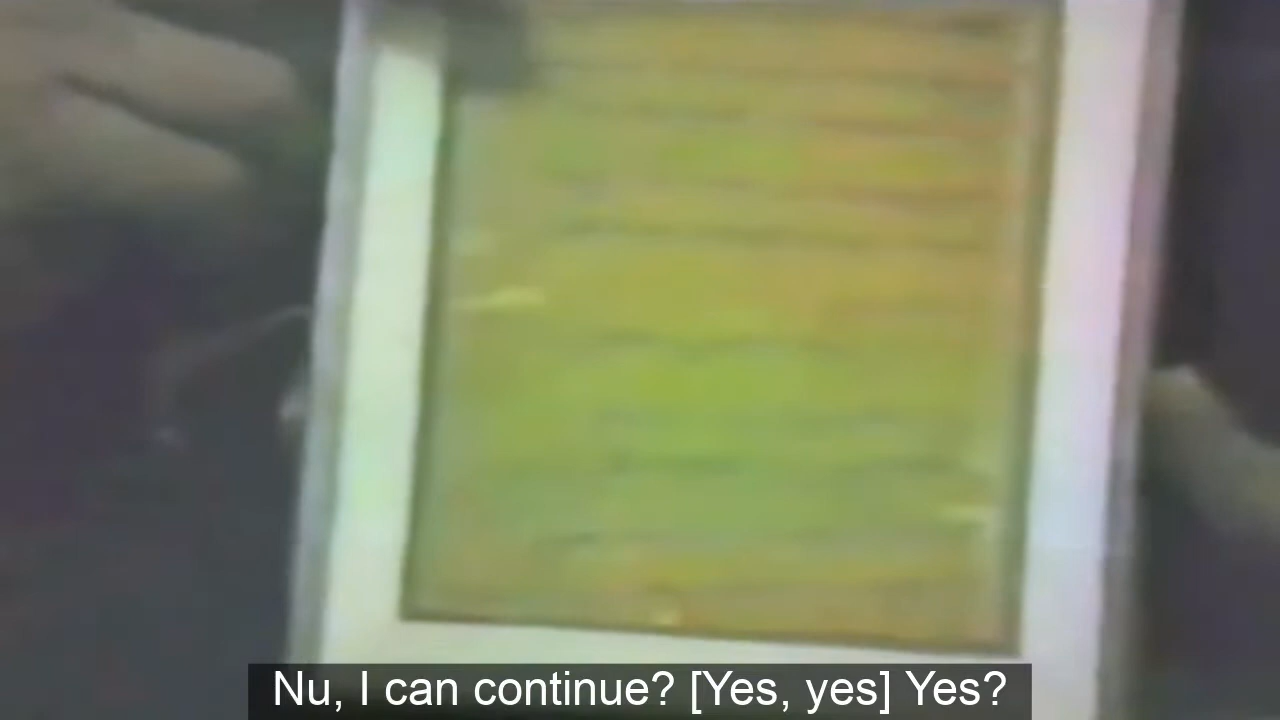 Nu, I can continue? [Yes, yes] Yes?